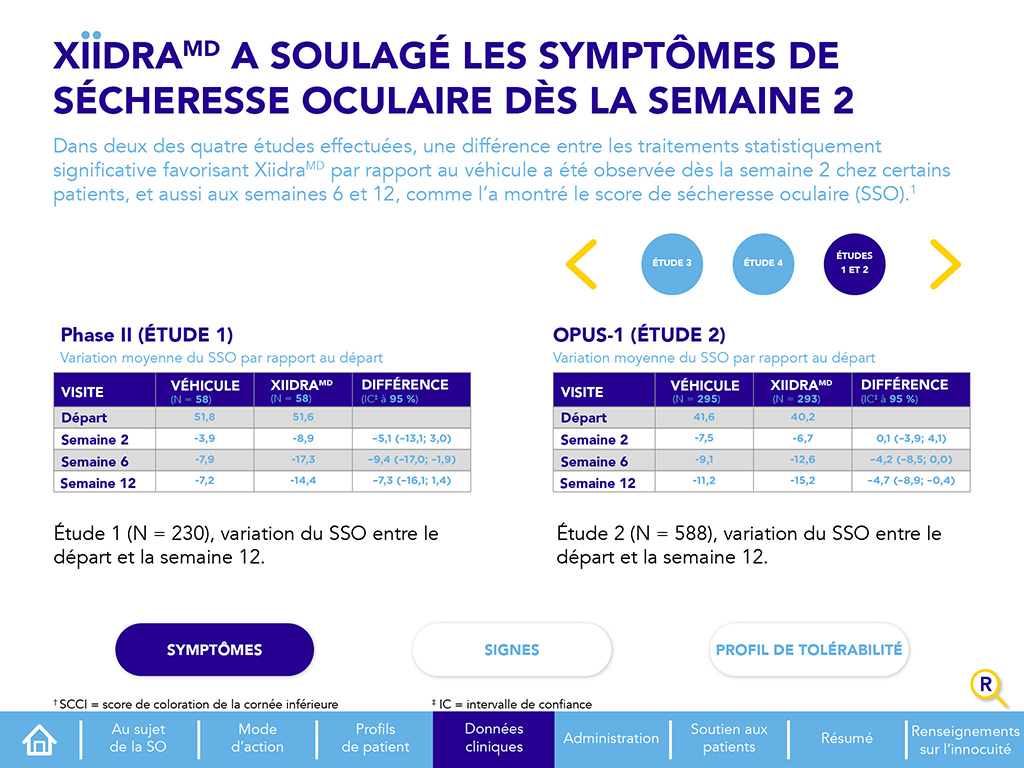 XIIDRAMD A SOULAGÉ LES SYMPTÔMES DE
SÉCHERESSE OCULAIRE DÈS LA SEMAINE 2
Dans deux des quatre études effectuées, une différence entre les traitements statistiquement
significative favorisant XiidraMD par rapport au véhicule a été observée dès la semaine 2 chez certains
patients, et aussi aux semaines 6 et 12, comme l’a montré le score de sécheresse oculaire (SSO).1
ÉTUDE 3
ÉTUDE 4
ÉTUDES
1 ET 2
Phase II (ÉTUDE 1)
Variation moyenne du SSO par rapport au départ
VISITE VÉHICULE (N = 58) XIIDRAMD (N = 58) DIFFÉRENCE (IC‡ à 95 %)
Départ 51,8 51,6
Semaine 2 -3,9 -8,9 –5,1 (–13,1; 3,0)
Semaine 6 -7,9 -17,3 –9,4 (–17,0; –1,9)
Semaine 12 -7,2 -14,4 –7,3 (–16,1; 1,4)
Étude 1 (N = 230), variation du SSO entre le
départ et la semaine 12.
OPUS-1 (ÉTUDE 2)
Variation moyenne du SSO par rapport au départ
VISITE VÉHICULE (N = 295) XIIDRAMD (N = 293) DIFFÉRENCE (IC‡ à 95 %)
Départ 41,6 40,2
Semaine 2 -7,5 -6,7 0,1 (–3,9; 4,1)
Semaine 6 -9,1 -12,6 –4,2 (–8,5; 0,0)
Semaine 12 -11,2 -15,2 –4,7 (–8,9; –0,4)
Étude 2 (N = 588), variation du SSO entre le
départ et la semaine 12.
SYMPTÔMES
SIGNES
PROFIL DE TOLÉRABILITÉ
R
† SCCI = score de coloration de la cornée inférieure
‡ IC = intervalle de confiance
Au sujet
de la SO
Mode
d’action
Profils
de patient
Données
cliniques
Administration
Soutien aux
patients
Résumé
Renseignements
sur l’innocuité